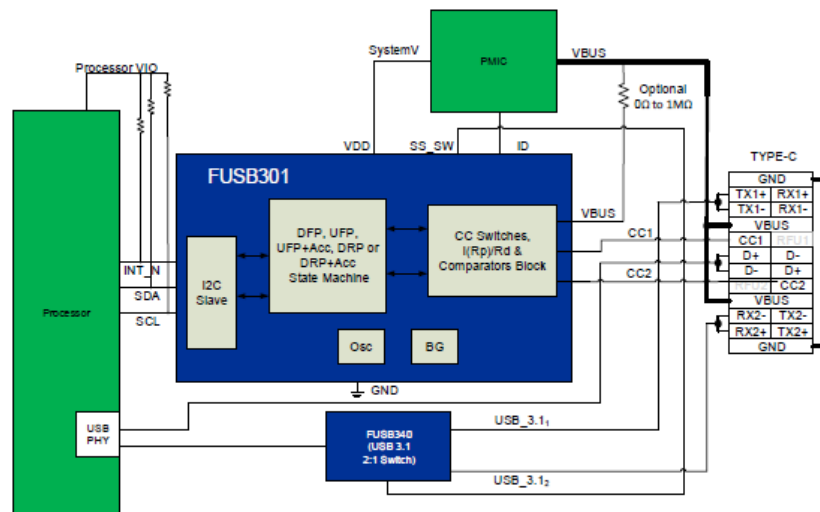 SystemV
PMIC
VBUS
Processor VIO
Optional
0Ω to 1MΩ
VDD
SS_SW
ID
TYPE-C
FUSB301
GND
TX1+ RX1+
TX1- RX1-
VBUS
CC1 RFU1
D+ D-
D- D+
RFU2 CC2
VBUS
RX2- TX2-
RX2+ TX2+
GND
VBUS
CC1
CC2
DFP, UFP,
UFP+Acc, DRP or
DRP+Acc
State Machine
CC Switches,
I(Rp)/Rd &
Comparators Block
I2C
Slave
INT_N
SDA
SCL
Processor
Osc
BG
GND
USB
PHY
FUSB340
(USB 3.1
2:1 Switch)
USB_3.1₁
USB_3.1₂